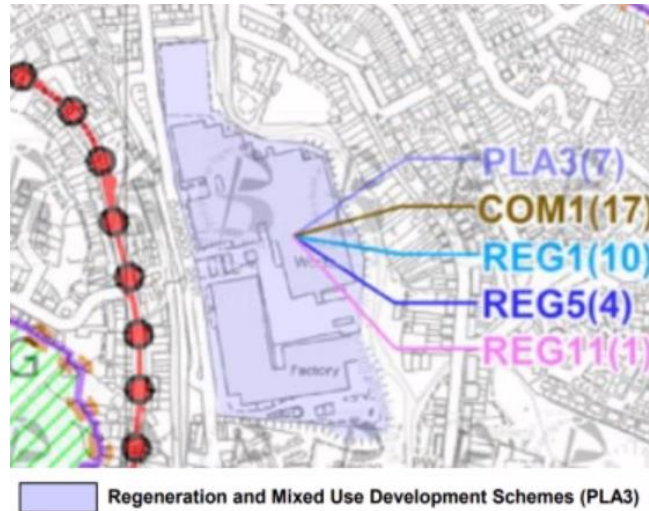 PLA3(7)
COM1(17)
REG1(10)
REG5(4)
REG11(1)
Factory
Regeneration and Mixed Use Development Schemes (PLA3)